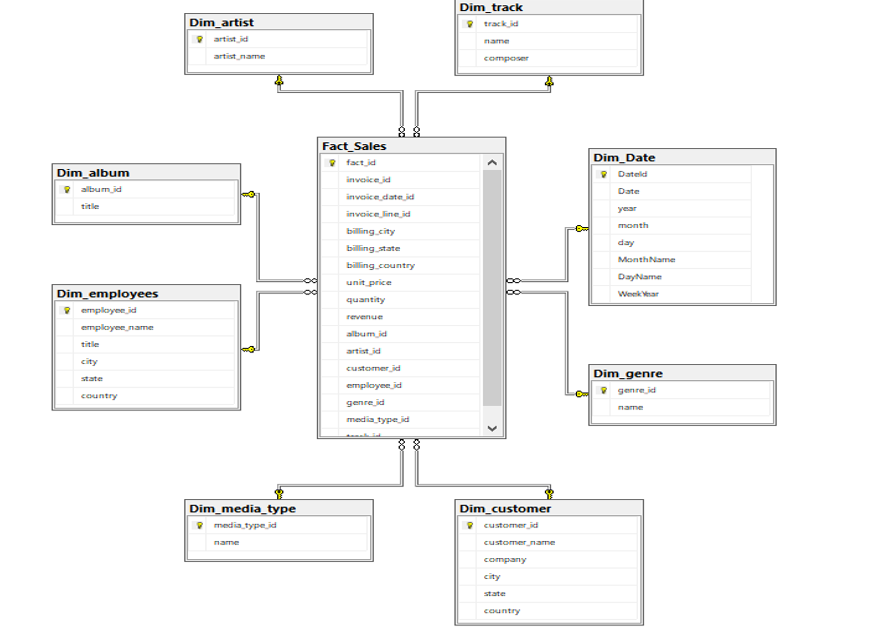 Dim_artist
artist_id
artist_name
Dim_track
track_id
name
composer
Fact_Sales
fact_id
invoice_id
invoice_date_id
invoice_line_id
billing_city
billing_state
billing_country
unit_price
quantity
revenue
album_id
artist_id
customer_id
employee_id
genre_id
media_type_id
track_id
Dim_album
album_id
title
Dim_Date
DateId
Date
year
month
day
MonthName
DayName
WeekYear
Dim_employees
employee_id
employee_name
title
city
state
country
Dim_genre
genre_id
name
Dim_media_type
media_type_id
name
Dim_customer
customer_id
customer_name
company
city
state
country